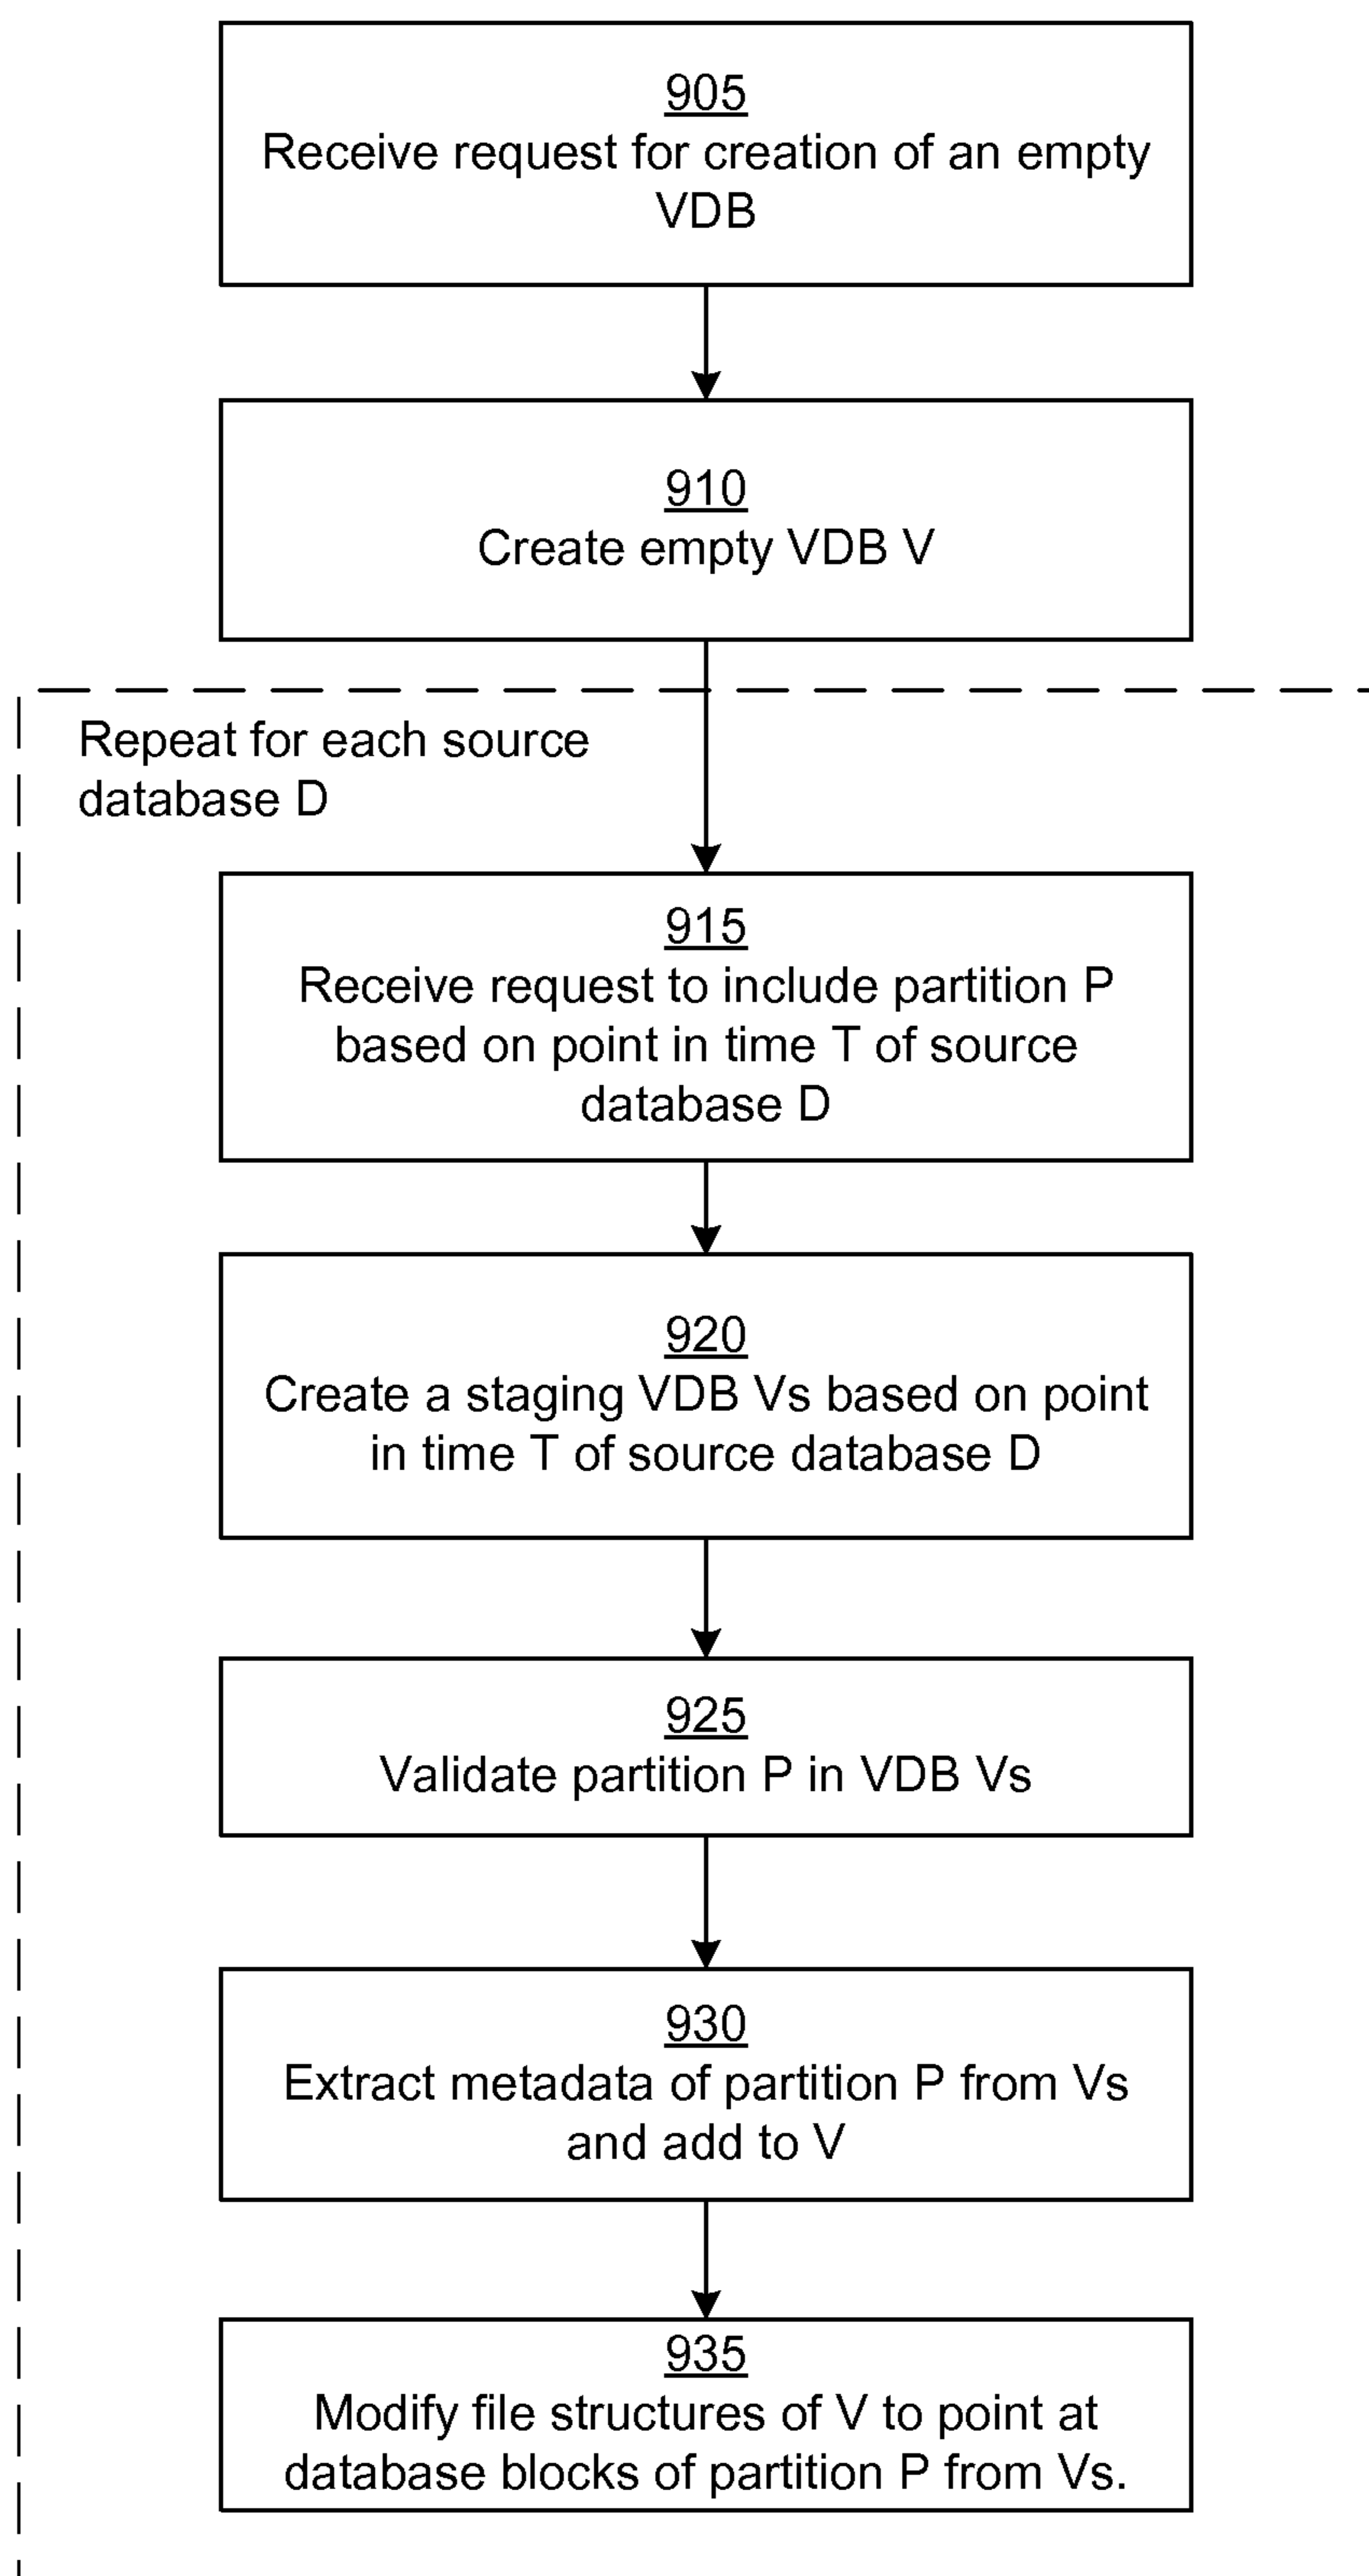 905
Receive request for creation of an empty
VDB
910
Create empty VDB V
Repeat for each source
database D
915
Receive request to include partition P
based on point in time T of source
database D
920
Create a staging VDB Vs based on point
in time T of source database D
925
Validate partition P in VDB Vs
930
Extract metadata of partition P from Vs
and add to V
935
Modify file structures of V to point at
database blocks of partition P from Vs.